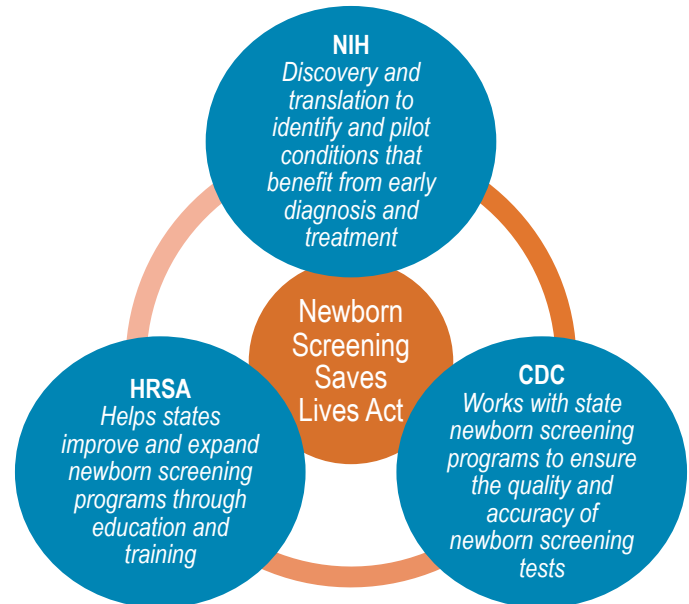 NIH
Discovery and
translation to
identify and pilot
conditions that
benefit from early
diagnosis and
treatment
Newborn
Screening
Saves
Lives Act
HRSA
Helps states
improve and expand
newborn screening
programs through
education and
training
CDC
Works with state
newborn screening
programs to ensure
the quality and
accuracy of
newborn screening
tests